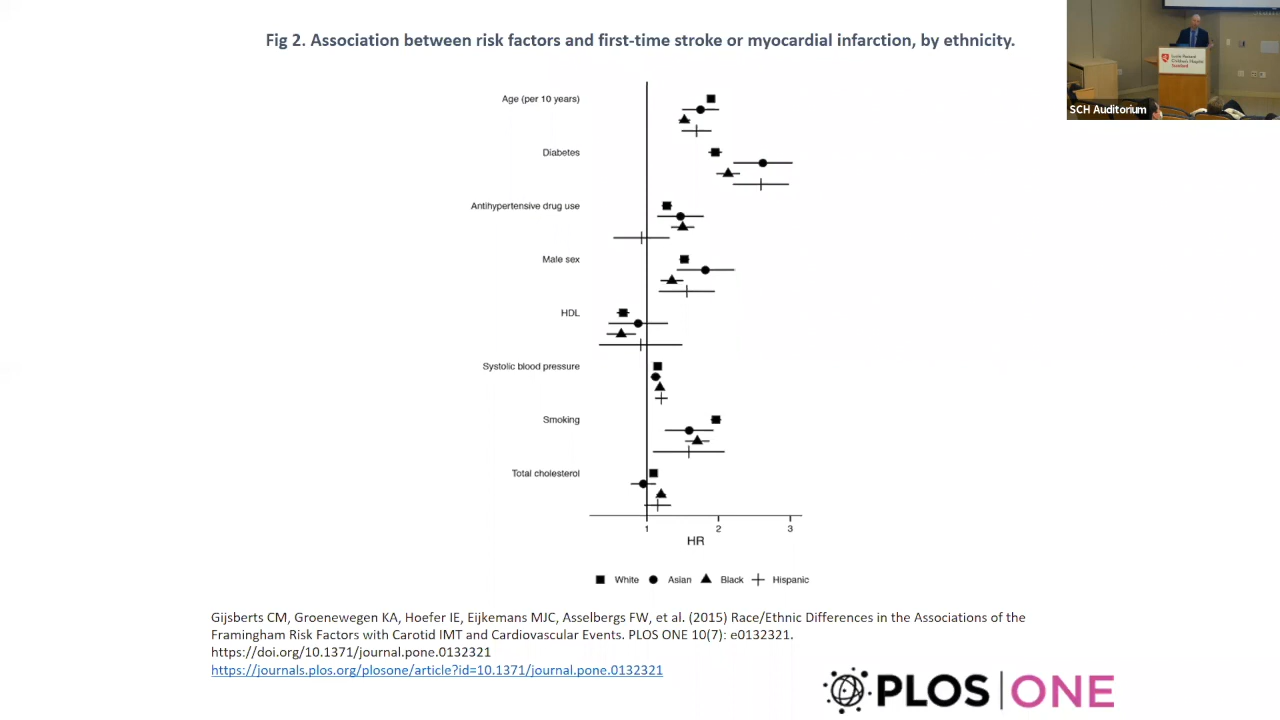 Fig 2. Association between risk factors and first-time stroke or myocardial infarction, by ethnicity.
SCH Auditorium
Lucile Packard
Children's Hospital
Stanford
Age (per 10 years)
Diabetes
Antihypertensive drug use
Male sex
HDL
Systolic blood pressure
Smoking
Total cholesterol
1 2 3
HR
White Asian Black Hispanic
Gijsberts CM, Groenewegen KA, Hoefer IE, Eijkemans MJC, Asselbergs FW, et al. (2015) Race/Ethnic Differences in the Associations of the
Framingham Risk Factors with Carotid IMT and Cardiovascular Events. PLOS ONE 10(7): e0132321.
https://doi.org/10.1371/journal.pone.0132321
https://journals.plos.org/plosone/article?id=10.1371/journal.pone.0132321
PLOS ONE